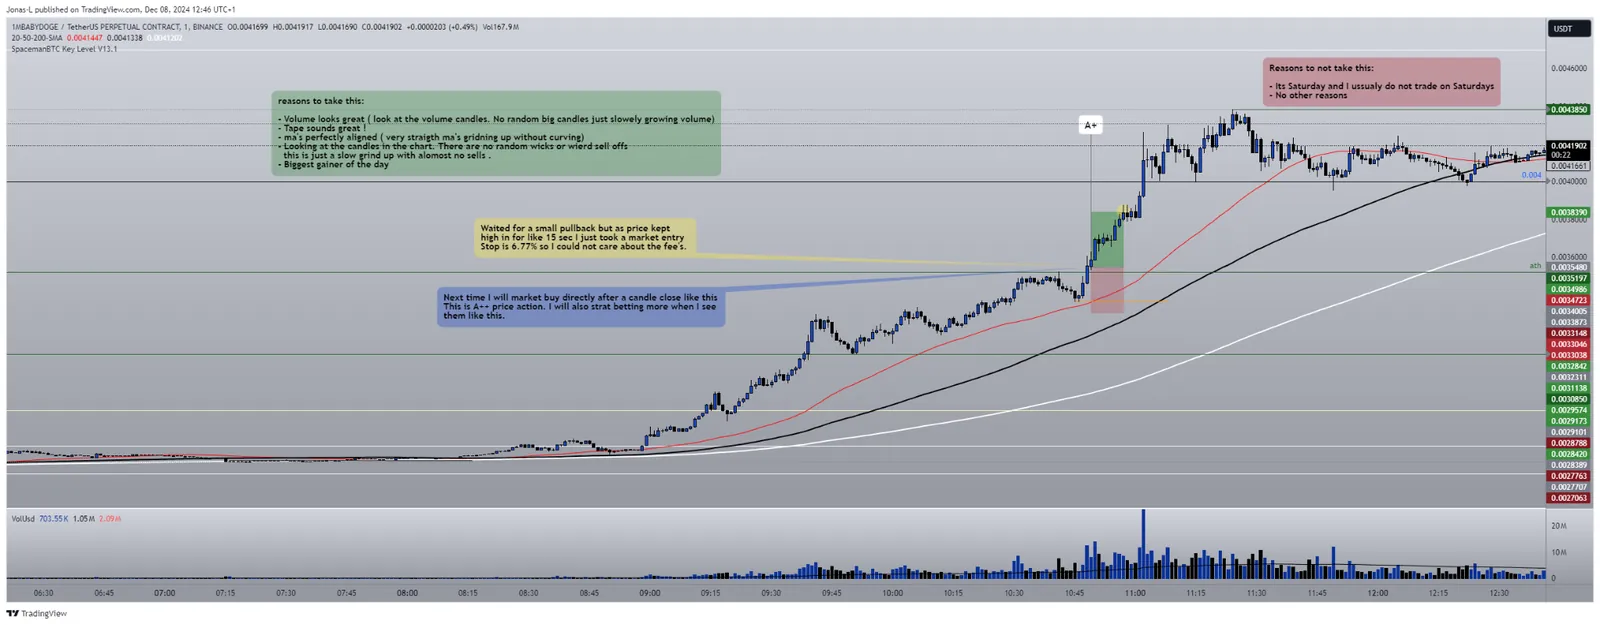 Jonas-L published on TradingView.com, Dec 08, 2024 12:46 UTC+1
1MBABYDOGE / TetherUS PERPETUAL CONTRACT, 1, BINANCE O0.0041699 H0.0041917 L0.0041690 C0.0041902 +0.0000203 (+0.49%) Vol167.9M
20-50-200-SMA 0.0041447 0.0041338
SpacemanBTC Key Level V13.1
USDT
reasons to take this:
- Volume looks great ( look at the volume candles. No random big candles just slowely growing volume)
- Tape sounds great !
- ma's perfectly aligned ( very straigth ma's gridning up without curving)
- Looking at the candles in the chart. There are no random wicks or wierd sell offs
this is just a slow grind up with alomost no sells .
- Biggest gainer of the day
Reasons to not take this:
- Its Saturday and I ussualy do not trade on Saturdays
- No other reasons
A+
Waited for a small pullback but as price kept
high in for like 15 sec I just took a market entry
Stop is 6.77% so I could not care about the fee's.
Next time I will market buy directly after a candle close like this
This is A++ price action. I will also strat betting more when I see
them like this.
0.004
ath
0.0046000
0.0043850
0.0041902
00:22
0.0041661
0.0040000
0.0038390
0.0036000
0.0035480
0.0035197
0.0034986
0.0034723
0.0034005
0.0033873
0.0033148
0.0033046
0.0033038
0.0032842
0.0032311
0.0031138
0.0030850
0.0029574
0.0029173
0.0029101
0.0028788
0.0028420
0.0028389
0.0027763
0.0027707
0.0027063
VolUsd 703.55K 1.05M 2.09M
20M
10M
0
06:30 06:45 07:00 07:15 07:30 07:45 08:00 08:15 08:30 08:45 09:00 09:15 09:30 09:45 10:00 10:15 10:30 10:45 11:00 11:15 11:30 11:45 12:00 12:15 12:30
TradingView